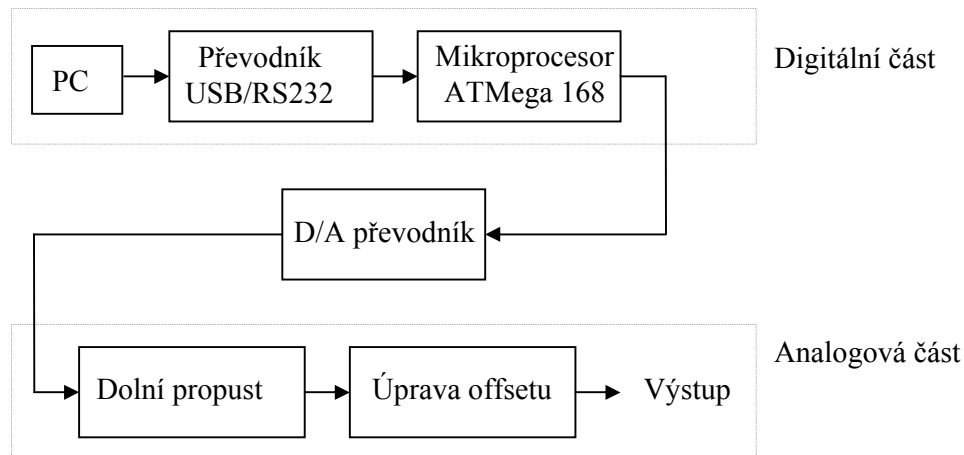 PC
Převodník
USB/RS232
Mikroprocesor
ATMega 168
Digitální část
D/A převodník
Analogová část
Dolní propust
Úprava offsetu
Výstup